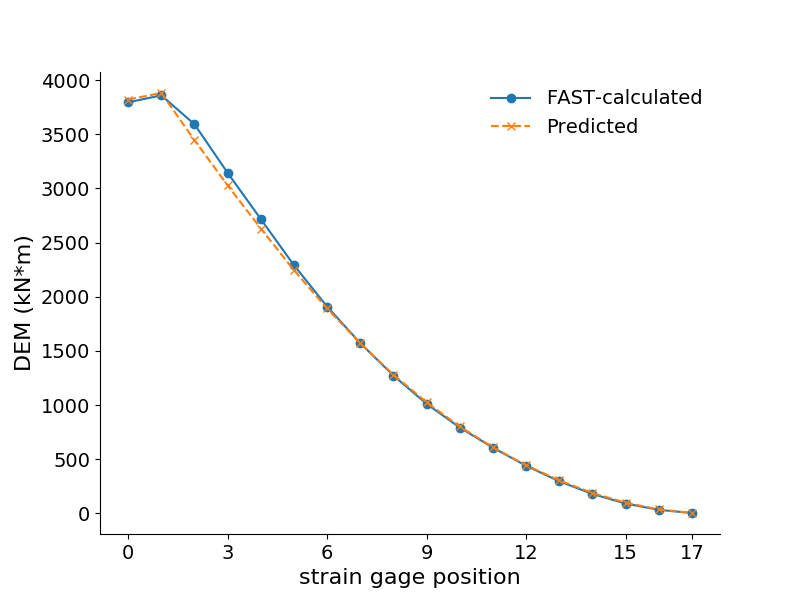 FAST-calculated
Predicted
DEM (kN*m)
4000
3500
3000
2500
2000
1500
1000
500
0
0 3 6 9 12 15 17
strain gage position